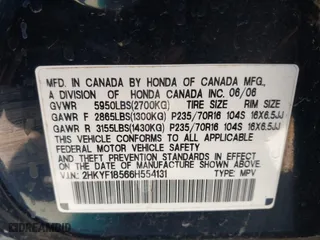 MFD. IN CANADA BY HONDA OF CANADA MFG.,
A DIVISION OF HONDA CANADA INC. 06/06
GVWR 5950LBS(2700KG) TIRE SIZE RIM SIZE
GAWR F 2865LBS(1300KG) P235/70R16 104S 16X6.5JJ
GAWR R 3155LBS(1430KG) P235/70R16 104S 16X6.5JJ
THIS VEHICLE CONFORMS TO ALL APPLICABLE
FEDERAL MOTOR VEHICLE SAFETY STANDARDS IN
EFFECT ON THE DATE OF MANUFACTURE SHOWN ABOVE.
V.I.N: 2HKYF18566H554131 TYPE: MPV